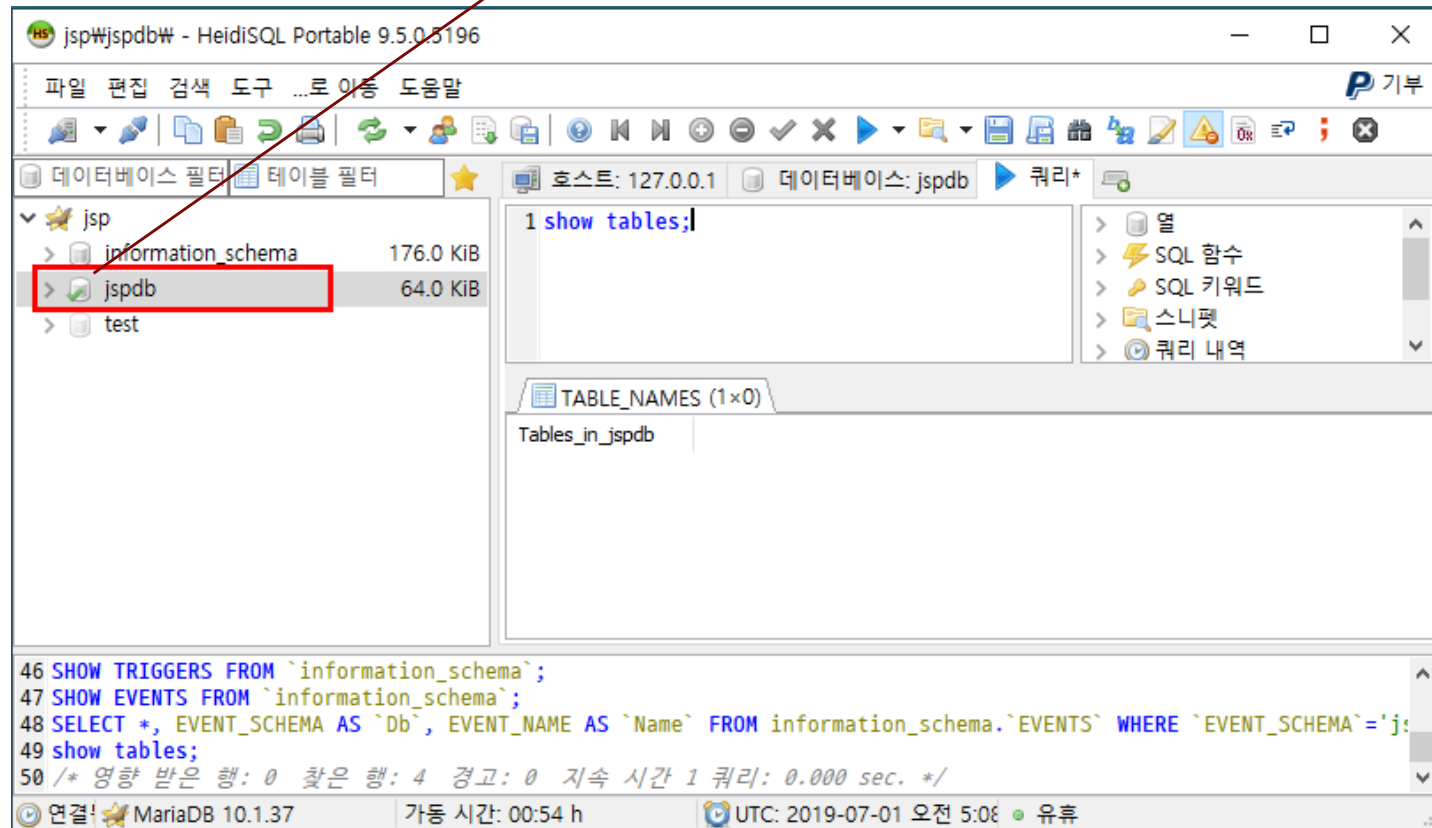 jsp₩jspdb₩ - HeidiSQL Portable 9.5.0.5196
파일 편집 검색 도구 ...로 이동 도움말
기부
데이터베이스 필터 테이블 필터
호스트: 127.0.0.1 데이터베이스: jspdb 쿼리*
jsp
information_schema 176.0 KiB
jspdb 64.0 KiB
test
1 show tables;
열
SQL 함수
SQL 키워드
스니펫
쿼리 내역
TABLE_NAMES (1×0)
Tables_in_jspdb
46 SHOW TRIGGERS FROM `information_schema`;
47 SHOW EVENTS FROM `information_schema`;
48 SELECT *, EVENT_SCHEMA AS `Db`, EVENT_NAME AS `Name` FROM information_schema.`EVENTS` WHERE `EVENT_SCHEMA`='js
49 show tables;
50 /* 영향 받은 행: 0 찾은 행: 4 경고: 0 지속 시간 1 쿼리: 0.000 sec. */
연결 MariaDB 10.1.37 가동 시간: 00:54 h UTC: 2019-07-01 오전 5:08 유휴